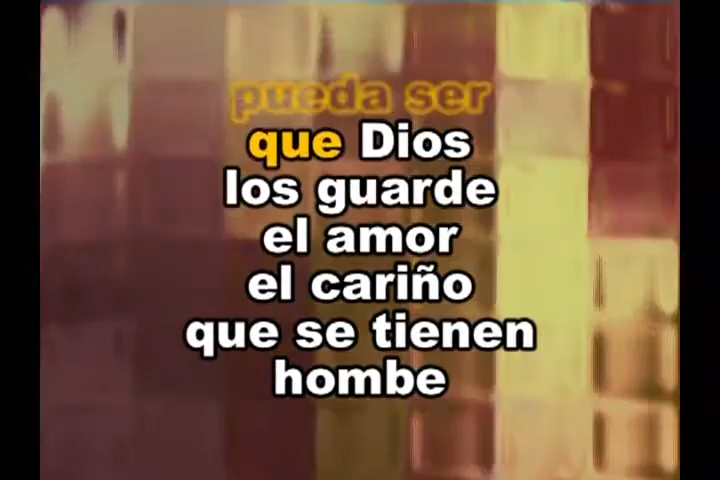 pueda ser
que Dios
los guarde
el amor
el cariño
que se tienen
hombe